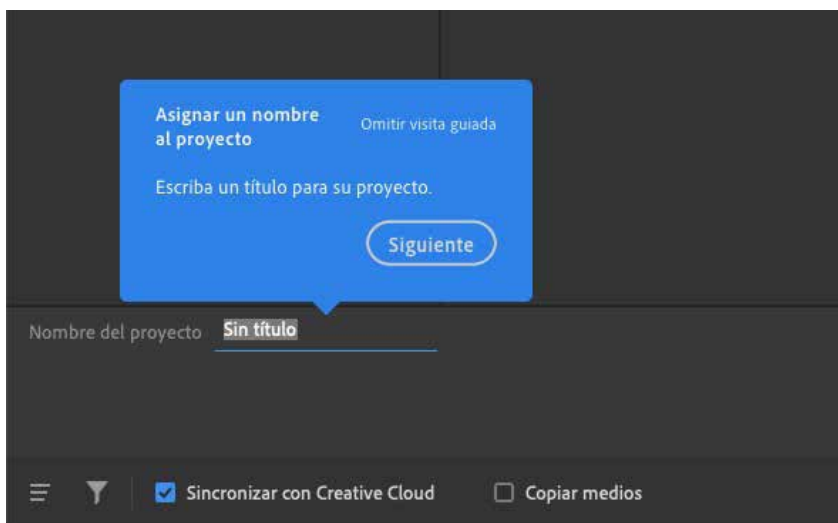 Asignar un nombre
al proyecto
Omitir visita guiada
Escriba un título para su proyecto.
Siguiente
Nombre del proyecto Sin título
Sincronizar con Creative Cloud Copiar medios